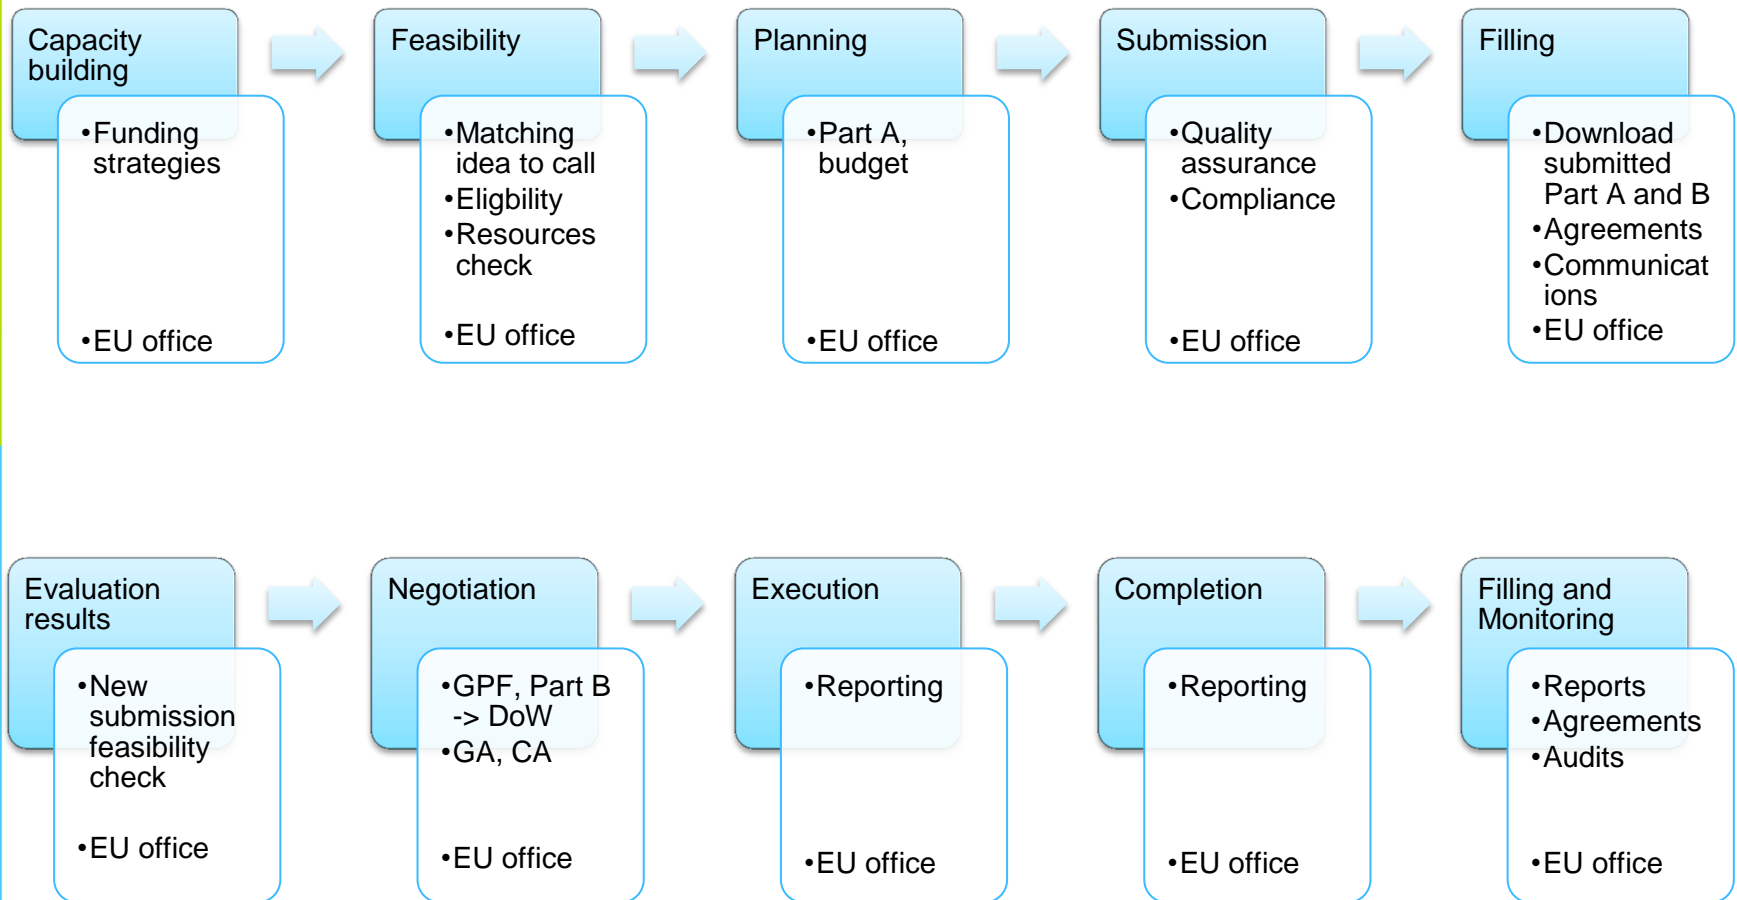 Capacity
building
•Funding
strategies
•EU office
Feasibility
•Matching
idea to call
•Eligbility
•Resources
check
•EU office
Planning
•Part A,
budget
•EU office
Submission
•Quality
assurance
•Compliance
•EU office
Filling
•Download
submitted
Part A and B
•Agreements
•Communicat
ions
•EU office
Evaluation
results
•New
submission
feasibility
check
•EU office
Negotiation
•GPF, Part B
-> DoW
•GA, CA
•EU office
Execution
•Reporting
•EU office
Completion
•Reporting
•EU office
Filling and
Monitoring
•Reports
•Agreements
•Audits
•EU office